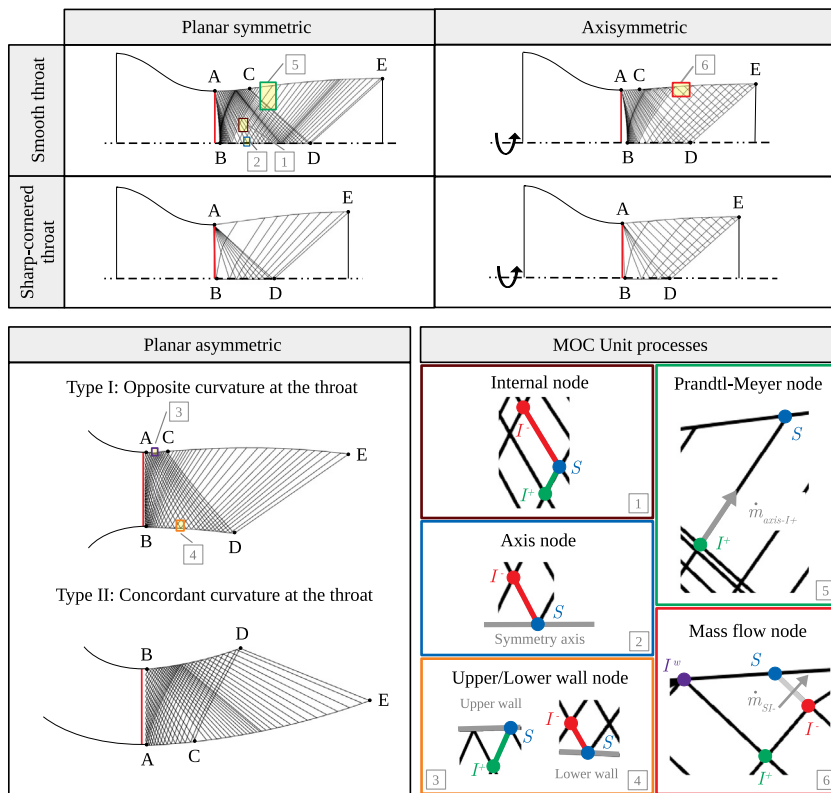 Planar symmetric
Axisymmetric
Smooth throat
A
C
5
E
B
2
1
D
A
C
6
E
B
D
Sharp-cornered
throat
A
E
B
D
A
E
B
D
Planar asymmetric
Type I: Opposite curvature at the throat
3
A
C
E
B
D
4
Type II: Concordant curvature at the throat
D
B
E
A
C
MOC Unit processes
Internal node
I-
S
I+
1
Axis node
I-
S
Symmetry axis
2
Upper/Lower wall node
Upper wall
S
I+
3
I-
S
Lower wall
4
Prandtl-Meyer node
S
ṁaxis-I+
I+
5
Mass flow node
Iw
S
ṁSI-
I-
I+
6